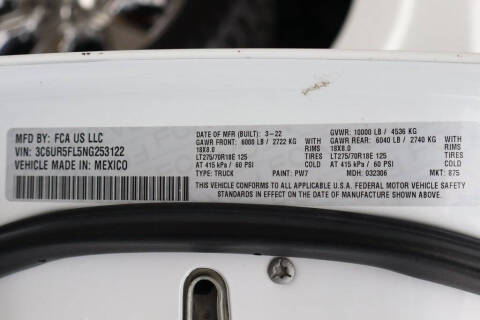 MFD BY: FCA US LLC
VIN: 3C6UR5FL5NG253122
VEHICLE MADE IN: MEXICO
DATE OF MFR (BUILT): 3-22 GVWR: 10000 LB / 4536 KG
GAWR FRONT: 6000 LB / 2722 KG WITH GAWR REAR: 6040 LB / 2740 KG WITH
18X8.0 RIMS 18X8.0 RIMS
LT275/70R18E 125 TIRES LT275/70R18E 125 TIRES
AT 415 kPa / 60 PSI COLD AT 415 kPa / 60 PSI COLD
TYPE: TRUCK PAINT: PW7 MDH: 032306 MKT: 875
THIS VEHICLE CONFORMS TO ALL APPLICABLE U.S.A. FEDERAL MOTOR VEHICLE SAFETY
STANDARDS IN EFFECT ON THE DATE OF MANUFACTURE SHOWN ABOVE.